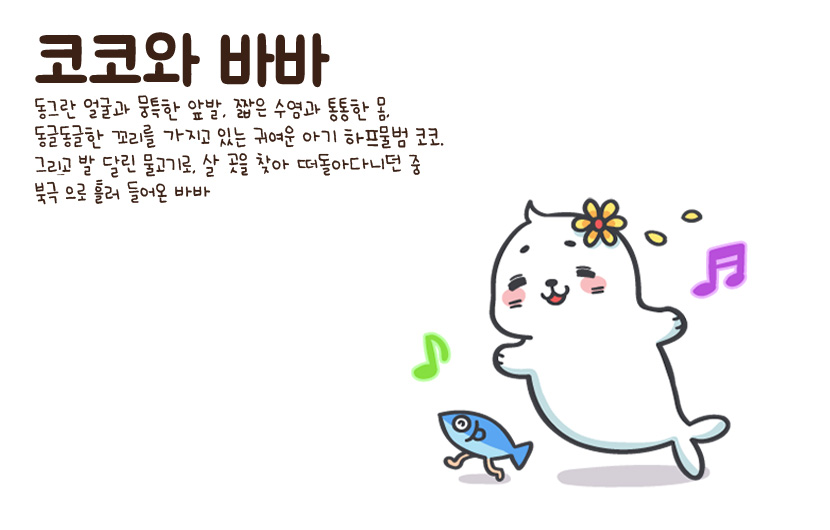 코코와 바바
동그란 얼굴과 뭉특한 앞발, 짧은 수염과 통통한 몸,
동글동글한 꼬리를 가지고 있는 귀여운 아기 하프물범 코코.
그리고 발 달린 물고기로, 살 곳을 찾아 떠돌아다니던 중
북극 으로 흘러 들어온 바바